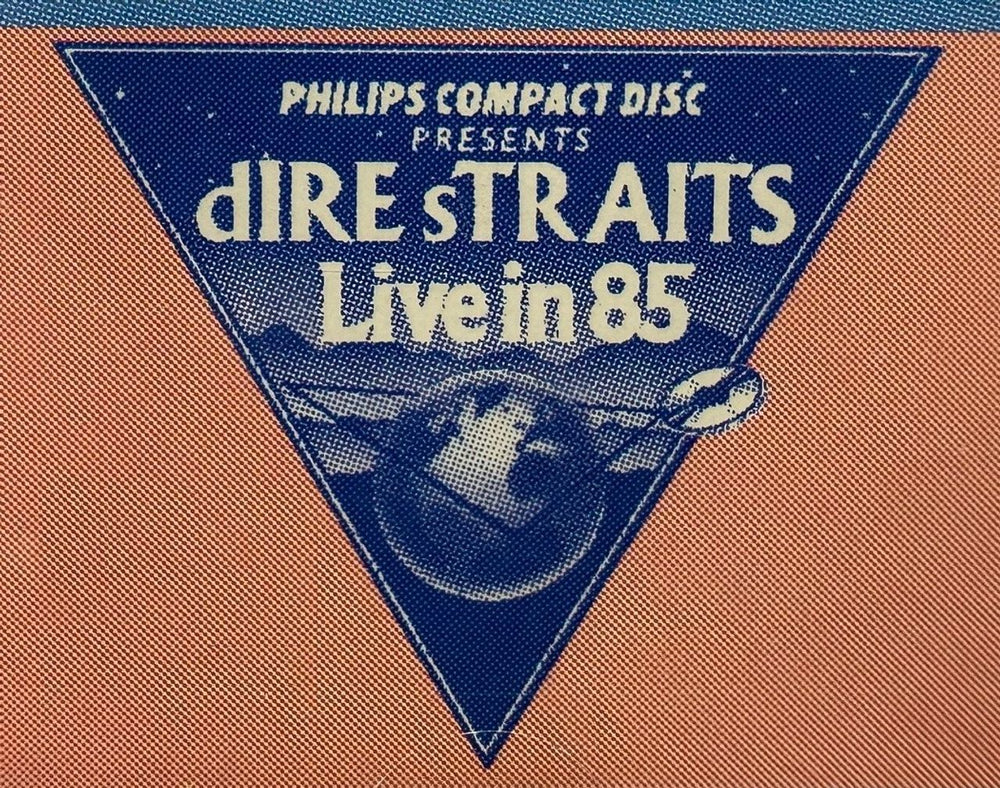 PHILIPS COMPACT DISC
PRESENTS
dIRE sTRAITS
Live in 85